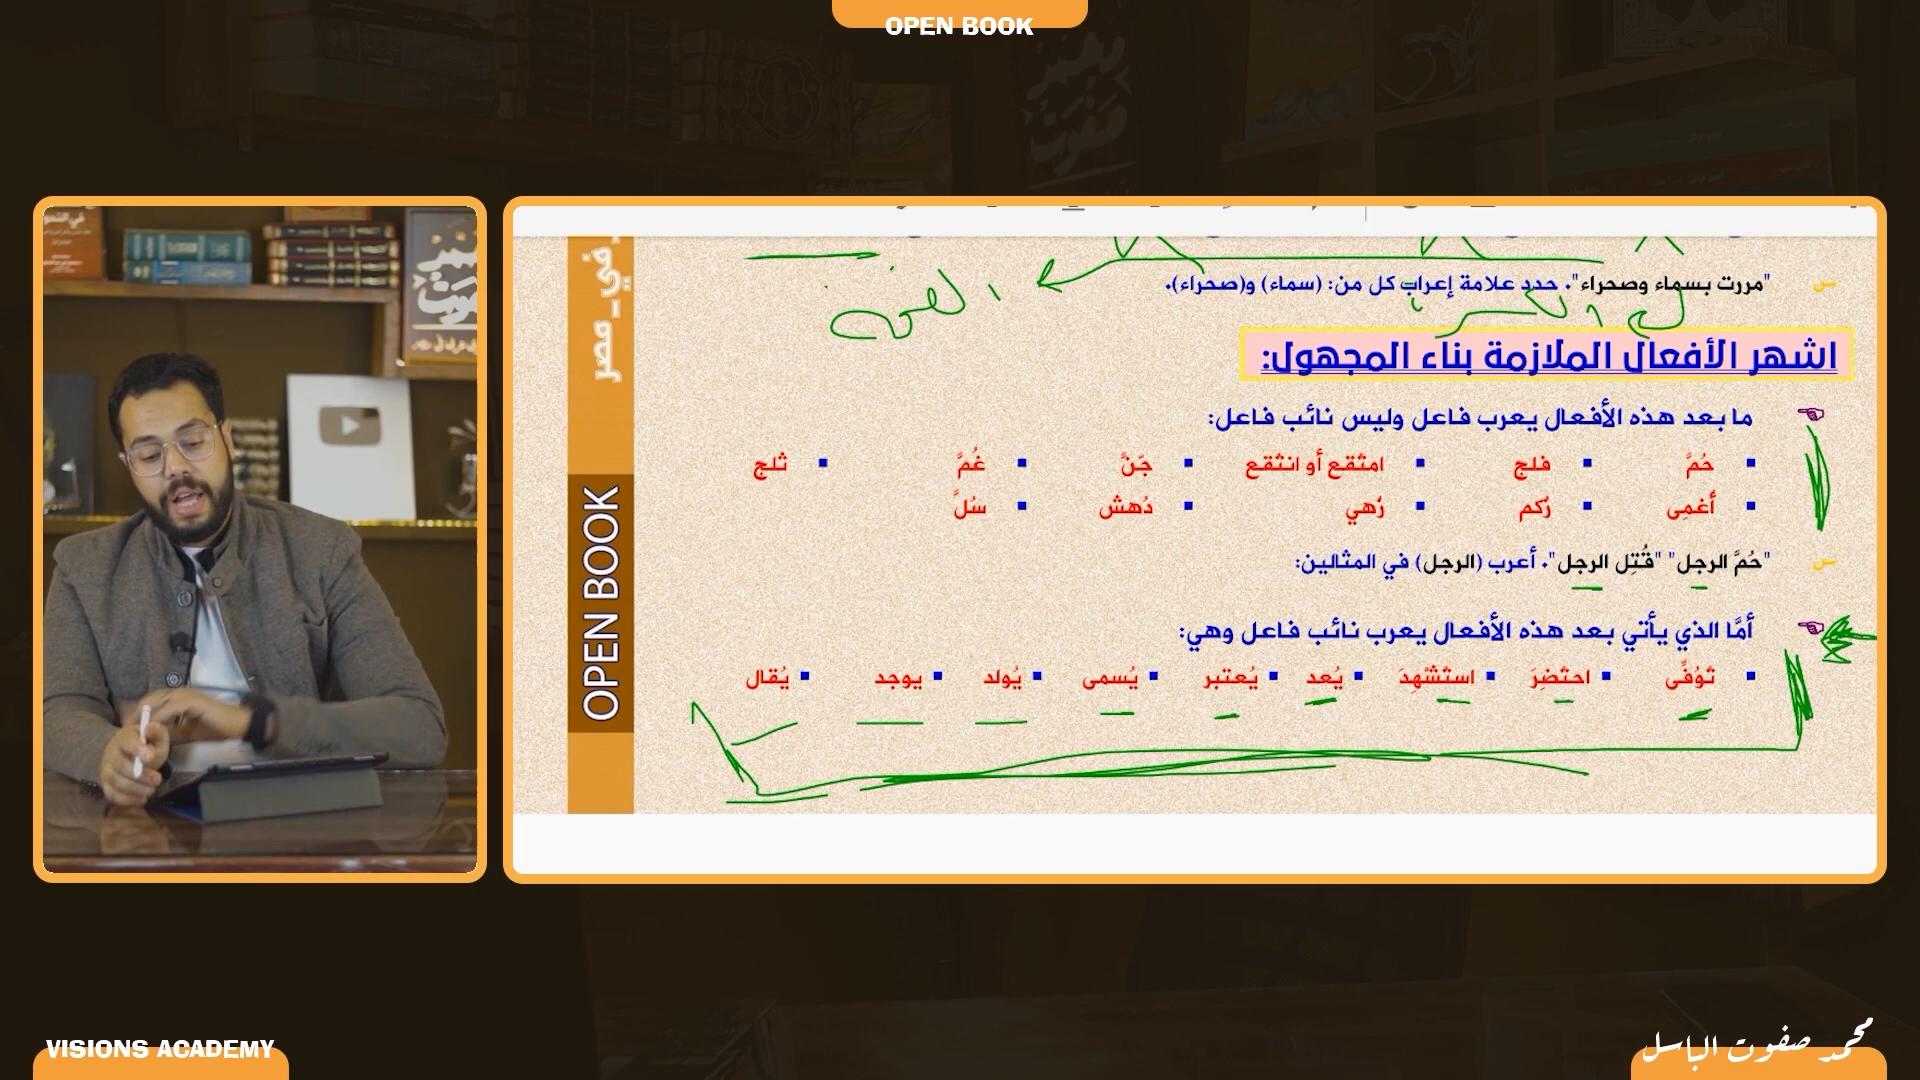 OPEN BOOK
في_مصر
OPEN BOOK
س "مررت بسماء وصحراء". حدد علامة إعراب كل من: (سماء) و(صحراء).
اشهر الأفعال الملازمة بناء المجهول:
ما بعد هذه الأفعال يعرب فاعل وليس نائب فاعل:
حُمَّ فلج امتقع أو انتقع جّنَّ غُمَّ ثلج
أغمِى زُكم زُهي دُهش سُلَّ
س "حُمَّ الرجل" "قُتِل الرجل". أعرب (الرجل) في المثالين:
أمَّا الذي يأتي بعد هذه الأفعال يعرب نائب فاعل وهي:
تُوُفِّى احتضِرَ استُشْهِدَ يُعد يُعتبر يُسمى يُولد يوجد يُقال
VISIONS ACADEMY
محمد صفوت الباسل